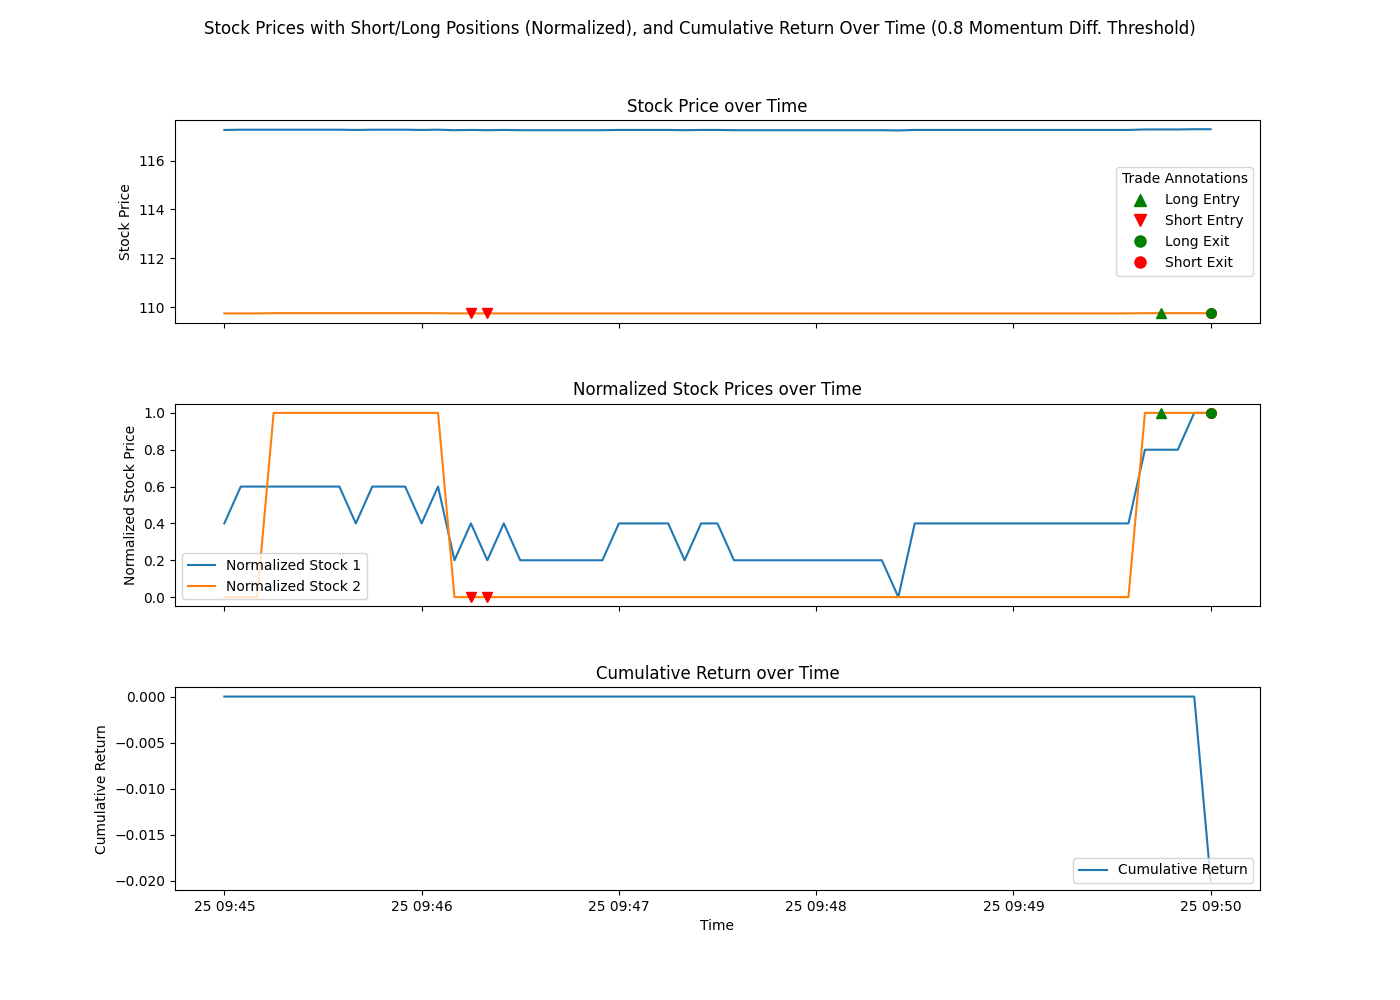 Stock Prices with Short/Long Positions (Normalized), and Cumulative Return Over Time (0.8 Momentum Diff. Threshold)
Stock Price over Time
Stock Price
116
114
112
110
Trade Annotations
Long Entry
Short Entry
Long Exit
Short Exit
Normalized Stock Prices over Time
Normalized Stock Price
1.0
0.8
0.6
0.4
0.2
0.0
Normalized Stock 1
Normalized Stock 2
Cumulative Return over Time
Cumulative Return
0.000
−0.005
−0.010
−0.015
−0.020
Cumulative Return
25 09:45 25 09:46 25 09:47 25 09:48 25 09:49 25 09:50
Time